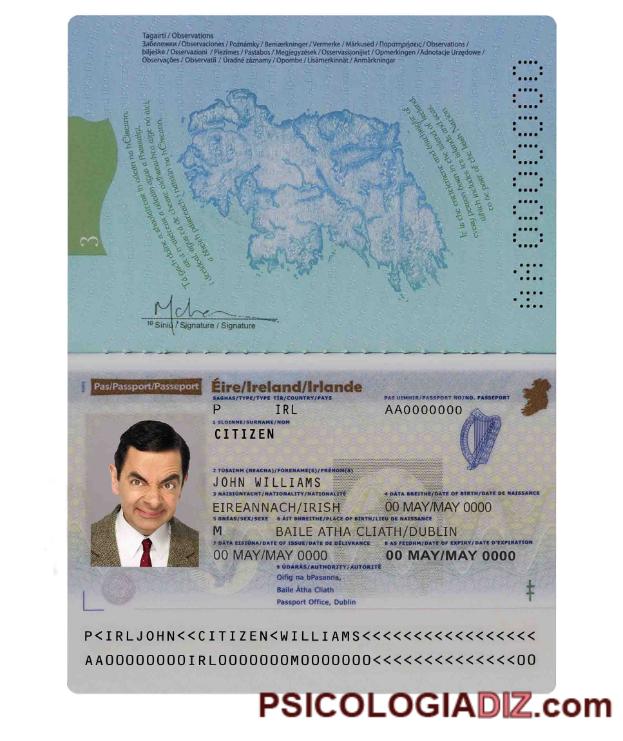 Tagairtí / Observations
Забележки / Observaciones / Poznámky / Bemærkninger / Vermerke / Märkused / Παρατηρήσεις / Observations /
Osservazioni / Piezīmes / Pastabos / Megjegyzések / Osservazzjonijiet / Opmerkingen / Adnotacje Urzędowe /
Observações / Observații / Úradné záznamy / Opombe / Lisämerkinnät / Anmärkningar
3
10 Síniú / Signature / Signature
Pas/Passport/Passeport
Éire/Ireland/Irlande
SAGHAS/TYPE/TYPE TÍR/COUNTRY/PAYS PAS UIMHIR/PASSPORT NO/NO. PASSEPORT
P IRL AA0000000
1 SLOINNE/SURNAME/NOM
CITIZEN
2 TÚSAINM (NEACHA)/FORENAME(S)/PRÉNOM(S)
JOHN WILLIAMS
3 NÁISIÚNTACHT/NATIONALITY/NATIONALITÉ 4 DÁTA BREITHE/DATE OF BIRTH/DATE DE NAISSANCE
EIREANNACH/IRISH 00 MAY/MAY 0000
5 GNÉAS/SEX/SEXE 6 ÁIT BHREITHE/PLACE OF BIRTH/LIEU DE NAISSANCE
M BAILE ATHA CLIATH/DUBLIN
7 DÁTA EISIÚNA/DATE OF ISSUE/DATE DE DÉLIVRANCE 8 AS FEIDHM/DATE OF EXPIRY/DATE D'EXPIRATION
00 MAY/MAY 0000 00 MAY/MAY 0000
9 ÚDARÁS/AUTHORITY/AUTORITÉ
Oifig na bPasanna,
Baile Átha Cliath
Passport Office, Dublin
P<IRLJOHN<<CITIZEN<WILLIAMS<<<<<<<<<<<<<<<<<
AA00000000IRL0000000M0000000<<<<<<<<<<<<<<00
PSICOLOGIADIZ.com